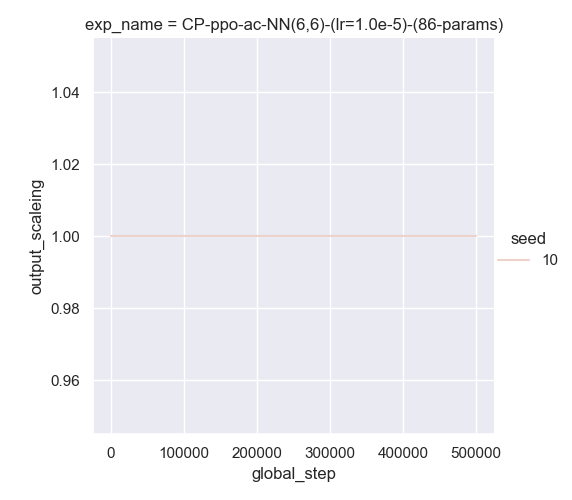 exp_name = CP-ppo-ac-NN(6,6)-(lr=1.0e-5)-(86-params)
1.04
1.02
1.00
0.98
0.96
output_scaleing
0 100000 200000 300000 400000 500000
global_step
seed
10